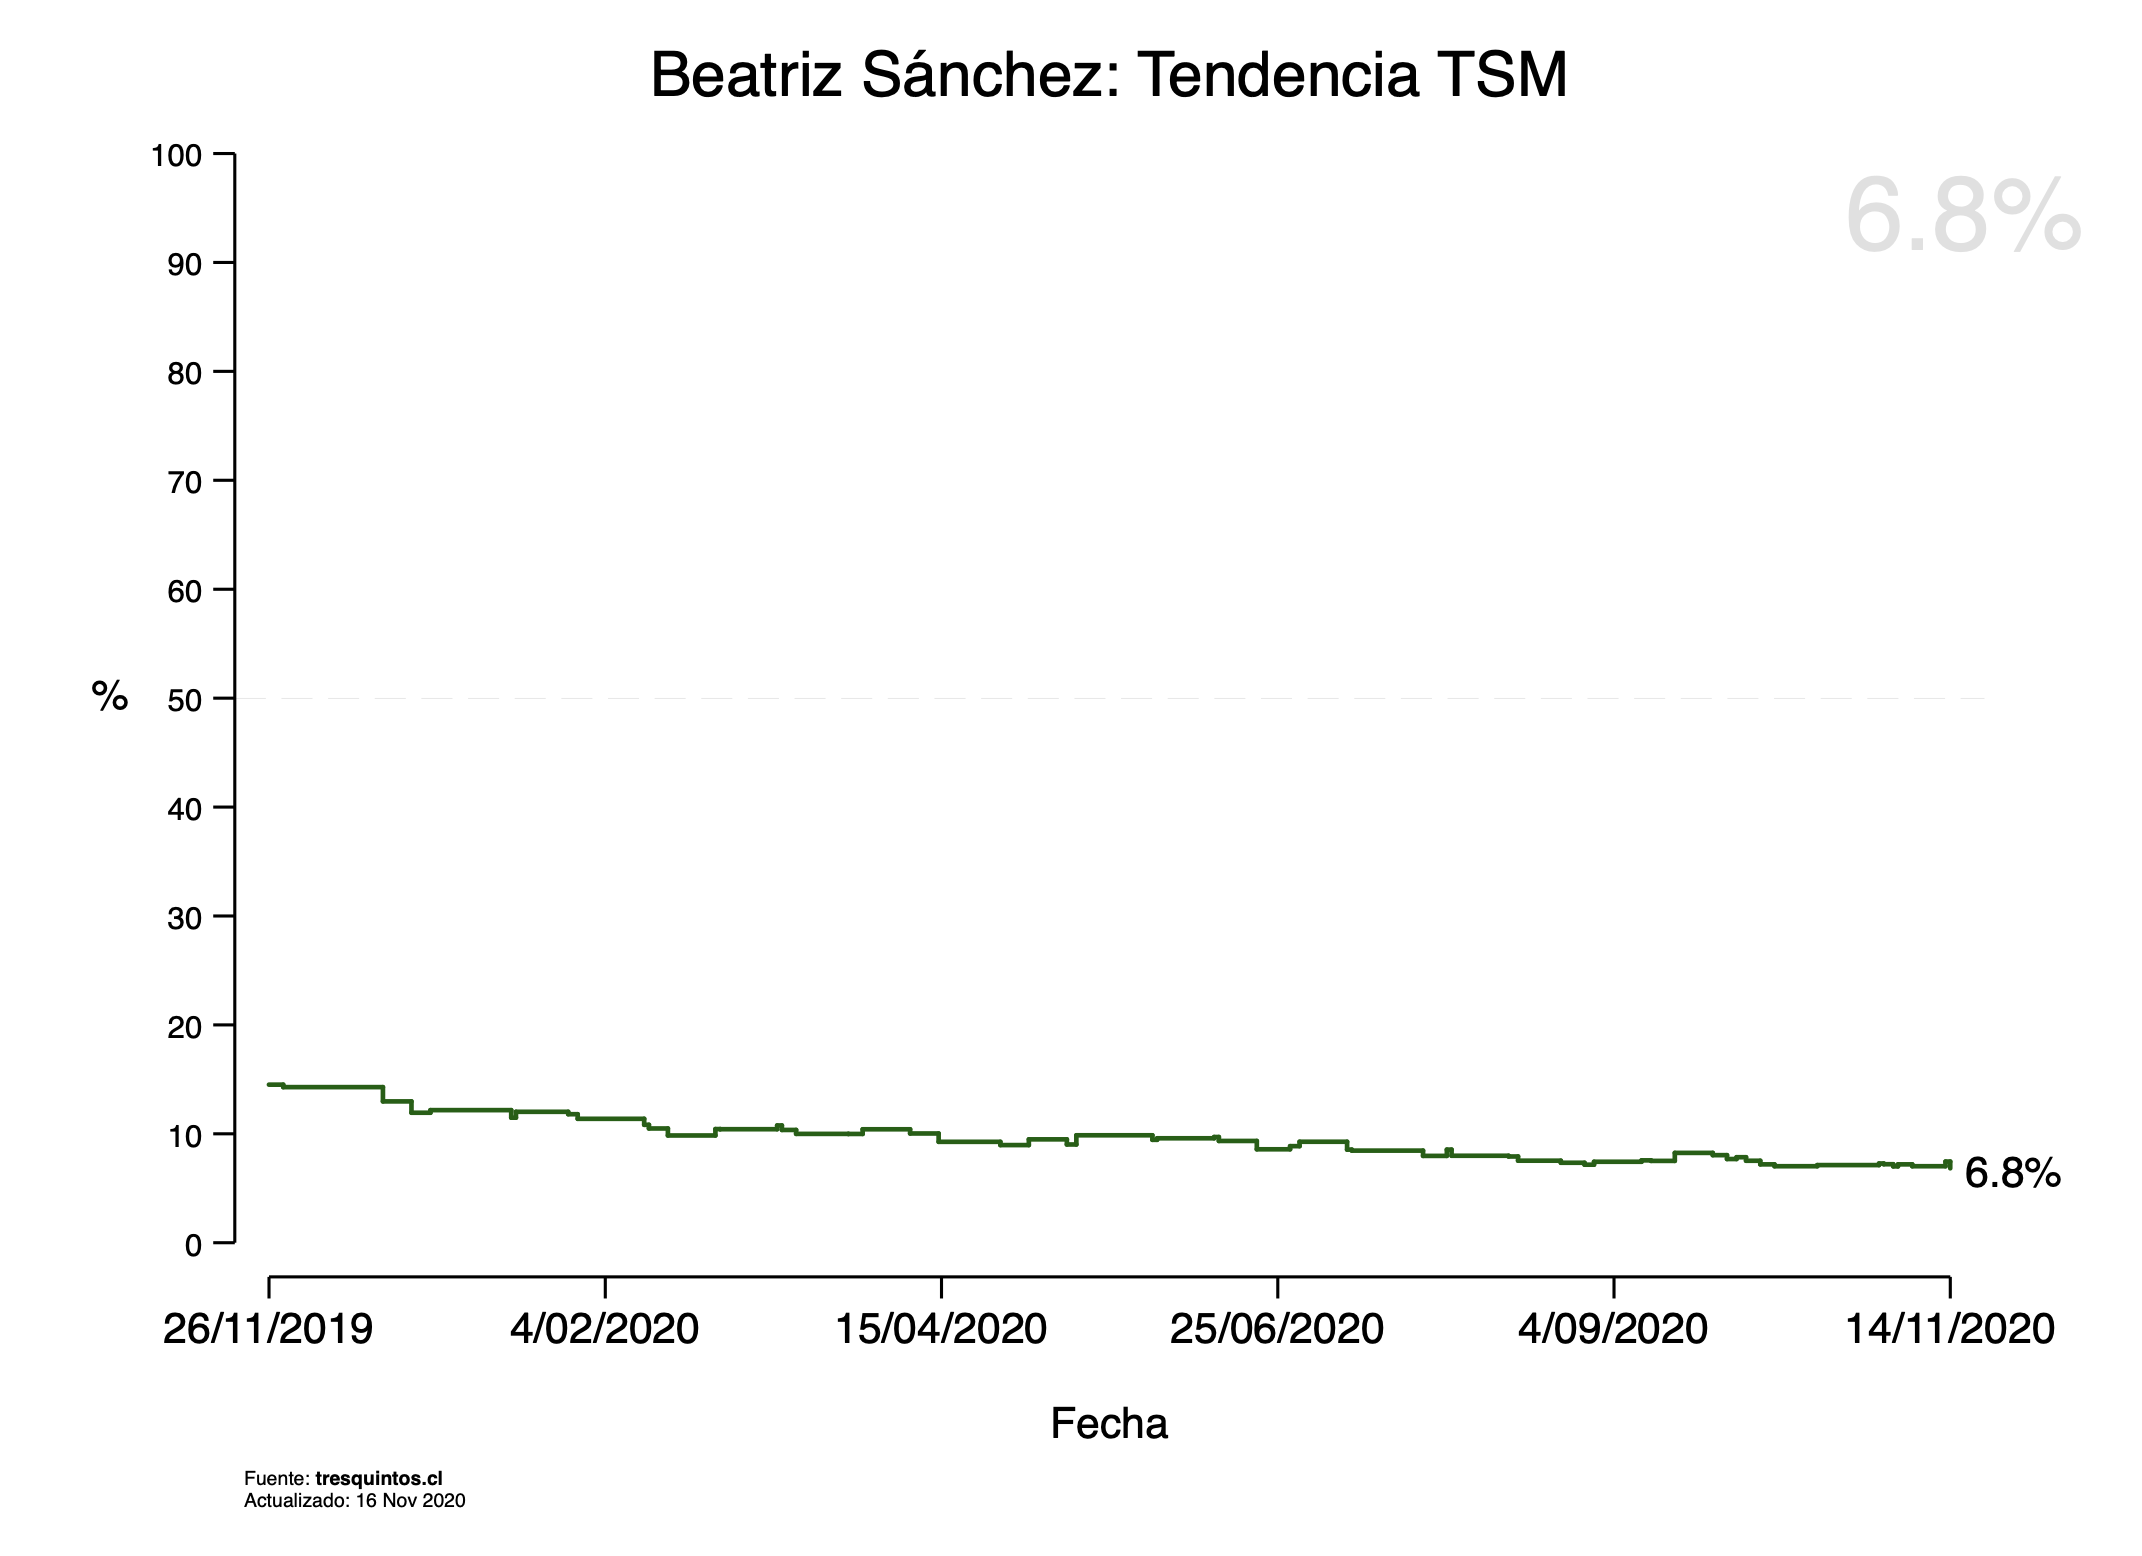 Beatriz Sánchez: Tendencia TSM
6.8%
100
90
80
70
60
50
40
30
20
10
0
%
6.8%
26/11/2019 4/02/2020 15/04/2020 25/06/2020 4/09/2020 14/11/2020
Fecha
Fuente: tresquintos.cl
Actualizado: 16 Nov 2020